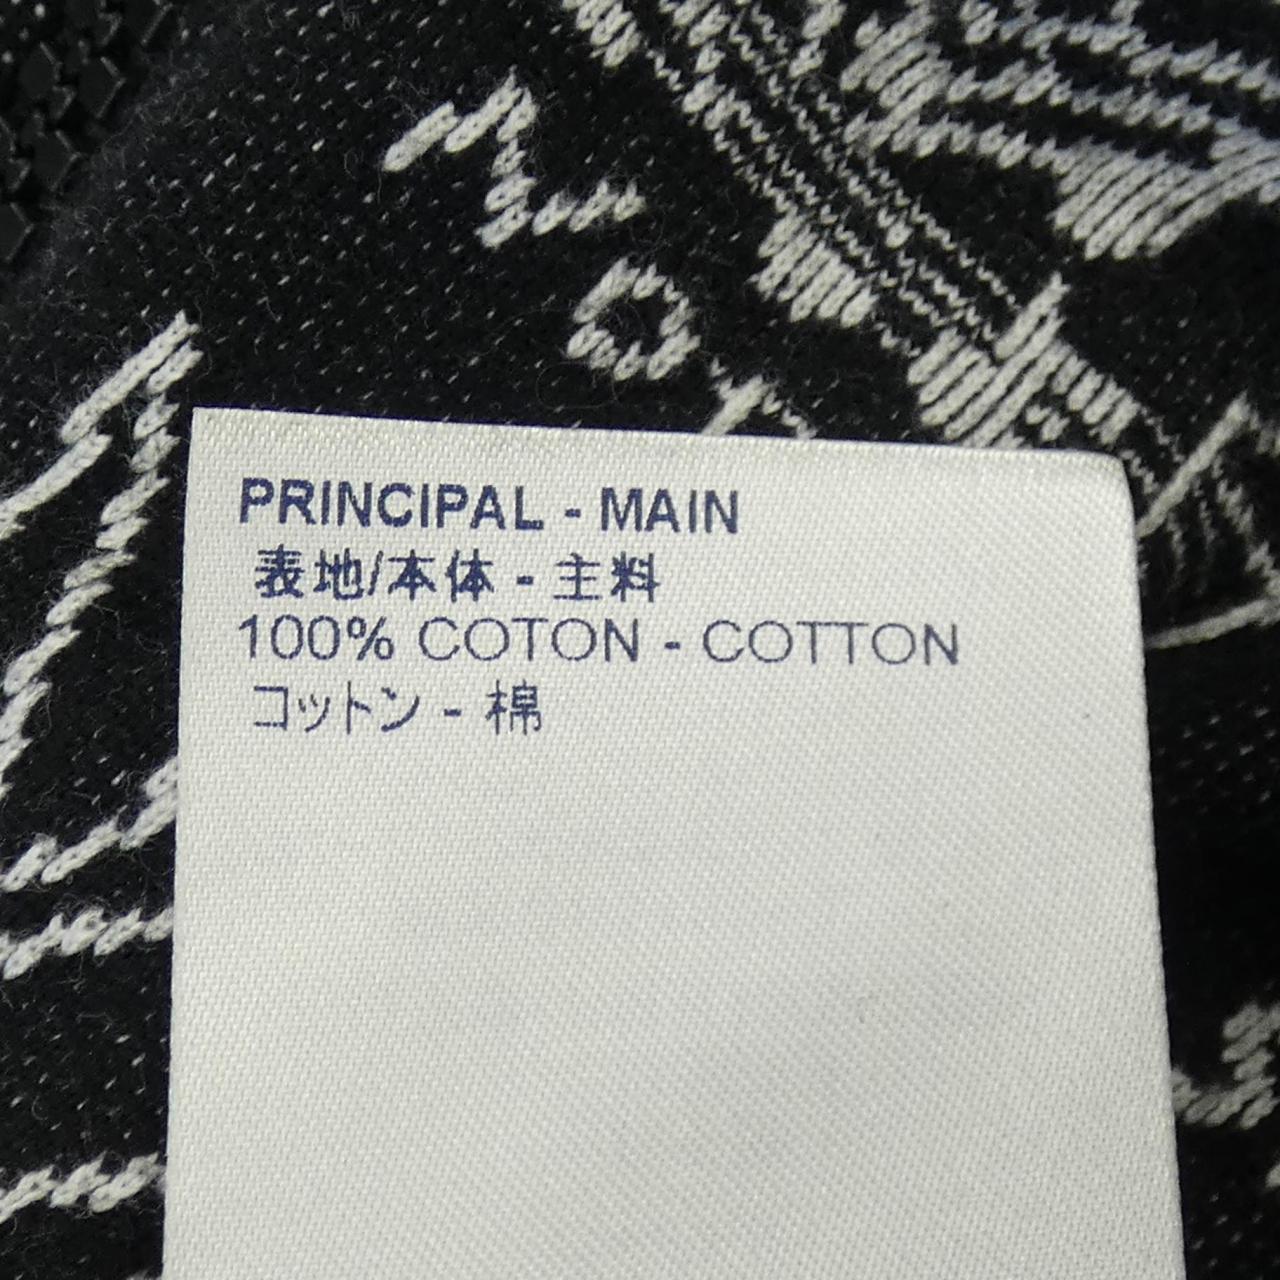 PRINCIPAL - MAIN
表地/本体 - 主料
100% COTON - COTTON
コットン - 棉